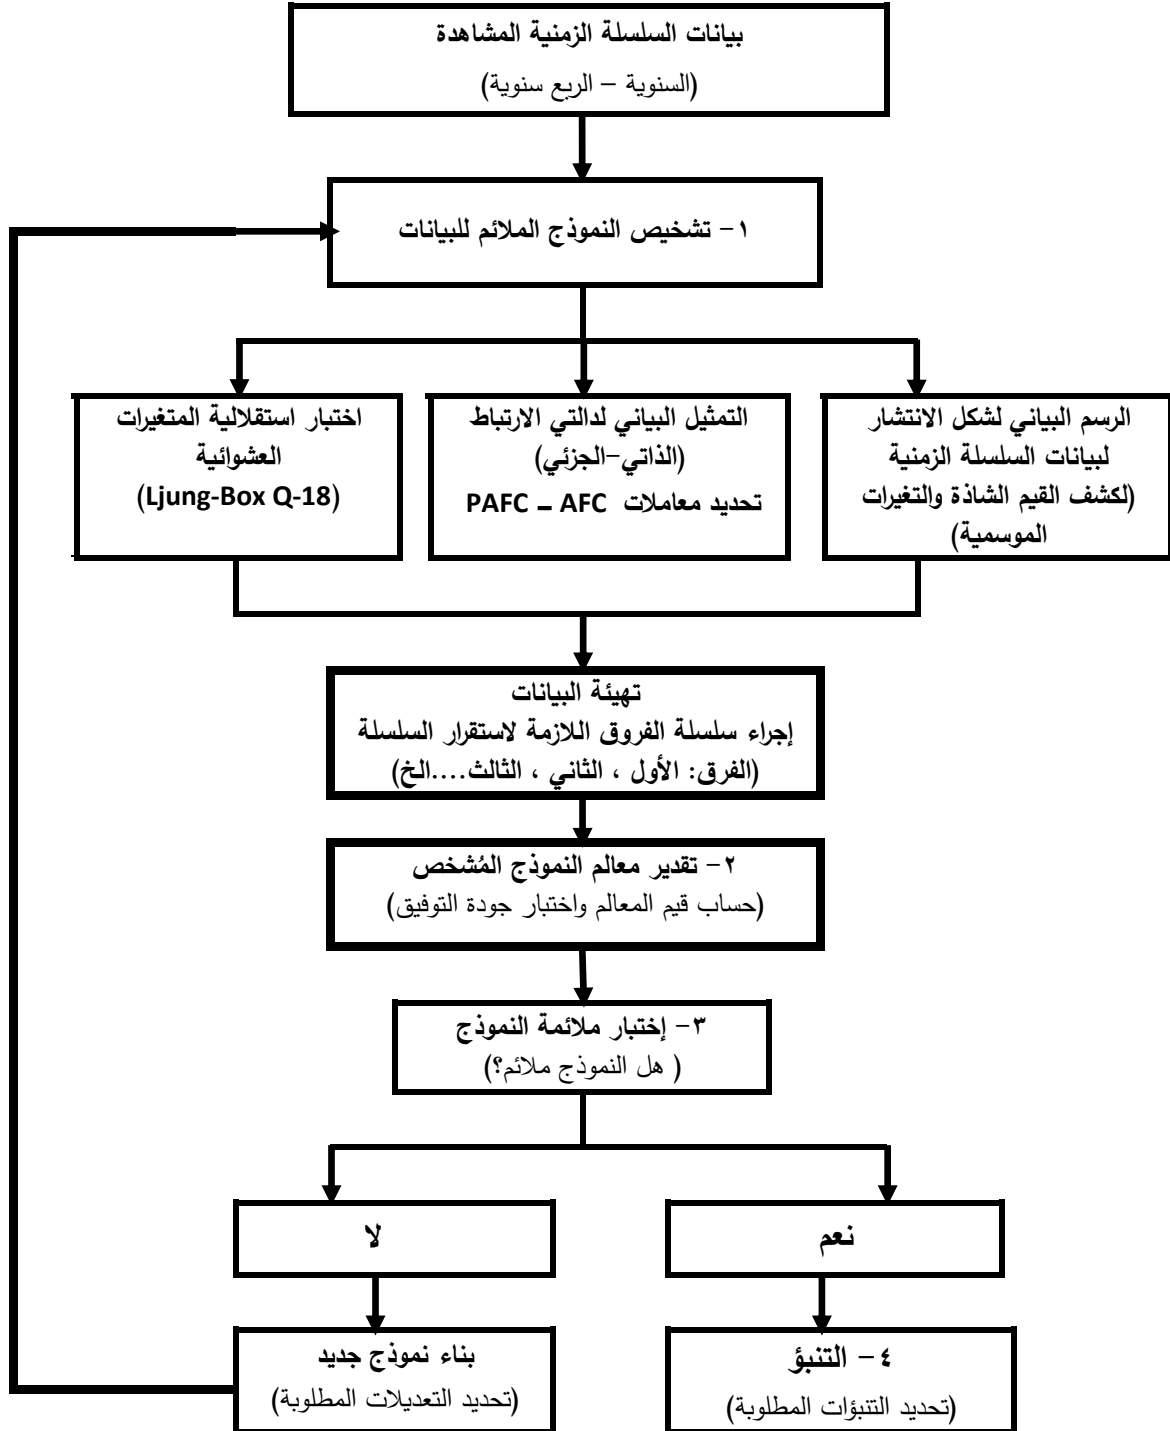 بيانات السلسلة الزمنية المشاهدة
(السنوية – الربع سنوية)
١- تشخيص النموذج الملائم للبيانات
الرسم البياني لشكل الانتشار
لبيانات السلسلة الزمنية
(لكشف القيم الشاذة والتغيرات
الموسمية)
التمثيل البياني لدالتي الارتباط
(الذاتي-الجزئي)
تحديد معاملات PAFC – AFC
اختبار استقلالية المتغيرات
العشوائية
(Ljung-Box Q-18)
تهيئة البيانات
إجراء سلسلة الفروق اللازمة لاستقرار السلسلة
(الفرق: الأول ، الثاني ، الثالث....الخ)
٢- تقدير معالم النموذج المُشخص
(حساب قيم المعالم واختبار جودة التوفيق)
٣- إختبار ملائمة النموذج
( هل النموذج ملائم؟)
نعم
لا
٤- التنبؤ
(تحديد التنبؤات المطلوبة)
بناء نموذج جديد
(تحديد التعديلات المطلوبة)